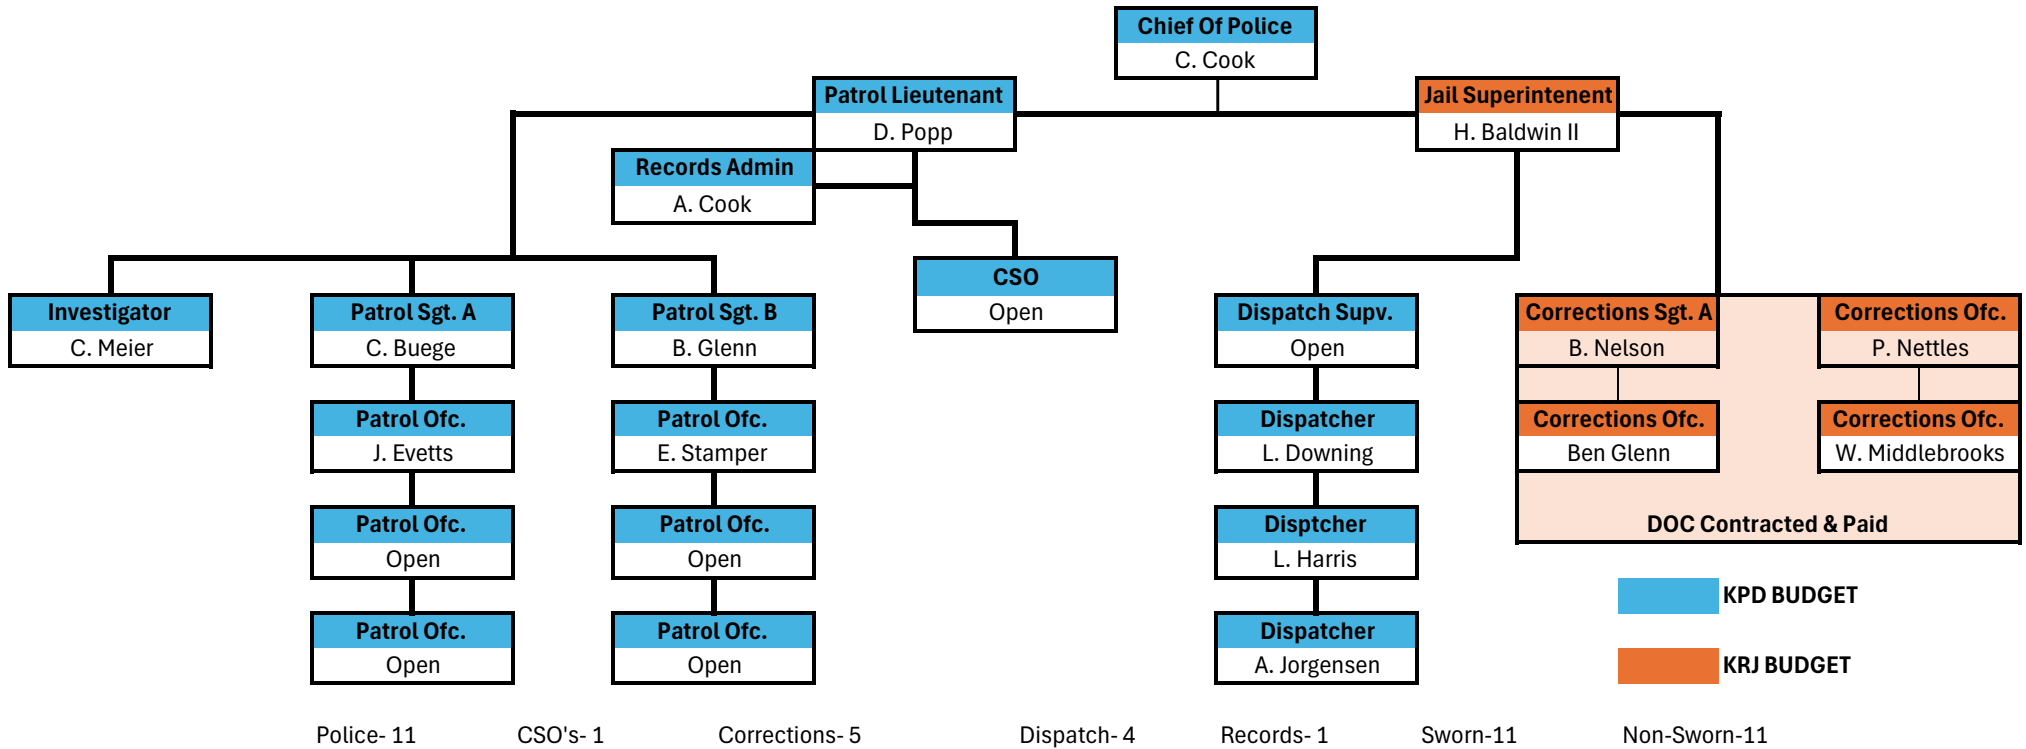 Chief Of Police
C. Cook
Patrol Lieutenant
D. Popp
Jail Superintenent
H. Baldwin II
Records Admin
A. Cook
CSO
Open
Investigator
C. Meier
Patrol Sgt. A
C. Buege
Patrol Sgt. B
B. Glenn
Dispatch Supv.
Open
Corrections Sgt. A
B. Nelson
Corrections Ofc.
P. Nettles
Patrol Ofc.
J. Evetts
Patrol Ofc.
E. Stamper
Dispatcher
L. Downing
Corrections Ofc.
Ben Glenn
Corrections Ofc.
W. Middlebrooks
Patrol Ofc.
Open
Patrol Ofc.
Open
Disptcher
L. Harris
DOC Contracted & Paid
Patrol Ofc.
Open
Patrol Ofc.
Open
Dispatcher
A. Jorgensen
KPD BUDGET
KRJ BUDGET
Police- 11 CSO's- 1 Corrections- 5 Dispatch- 4 Records- 1 Sworn-11 Non-Sworn-11